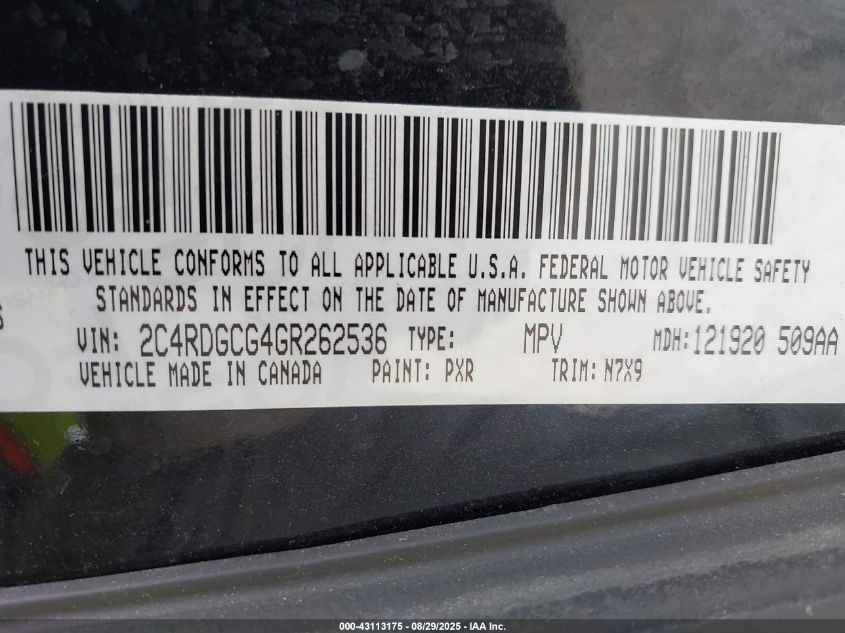 THIS VEHICLE CONFORMS TO ALL APPLICABLE U.S.A. FEDERAL MOTOR VEHICLE SAFETY
STANDARDS IN EFFECT ON THE DATE OF MANUFACTURE SHOWN ABOVE.
VIN: 2C4RDGCG4GR262536 TYPE: MPV MDH:121920 509AA
VEHICLE MADE IN CANADA PAINT: PXR TRIM: N7X9
000-43113175 - 08/29/2025 - IAA Inc.